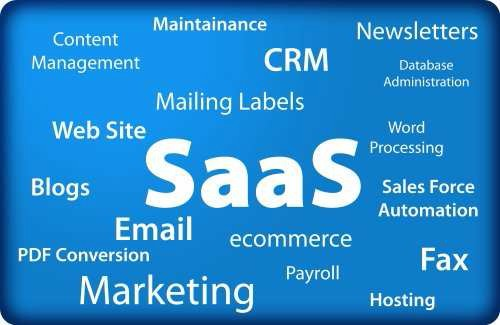 Maintainance
Newsletters
Content
Management
CRM
Database
Administration
Mailing Labels
Web Site
Word
Processing
SaaS
Blogs
Sales Force
Automation
Email
ecommerce
PDF Conversion
Fax
Payroll
Marketing
Hosting